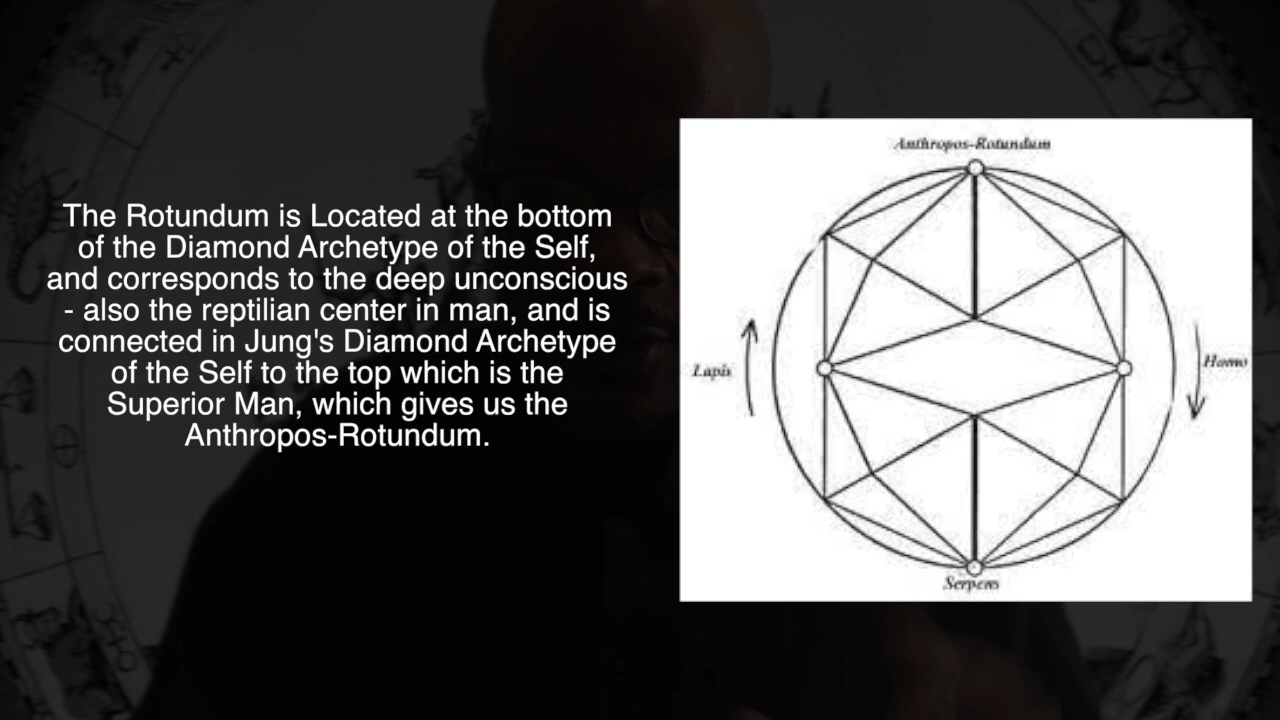 The Rotundum is Located at the bottom
of the Diamond Archetype of the Self,
and corresponds to the deep unconscious
- also the reptilian center in man, and is
connected in Jung's Diamond Archetype
of the Self to the top which is the
Superior Man, which gives us the
Anthropos-Rotundum.
Anthropos-Rotundum
Lapis
Homo
Serpens